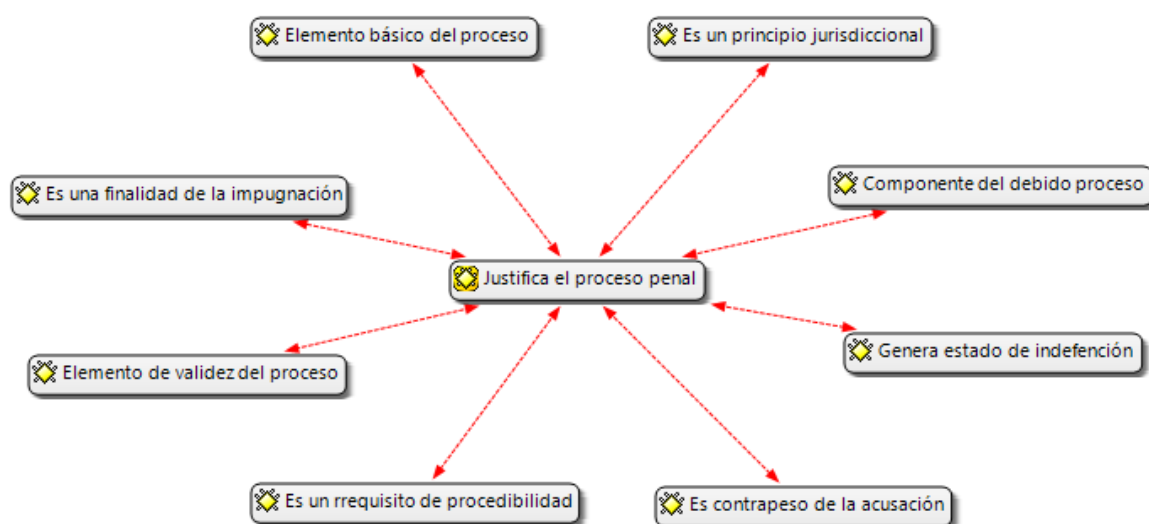 Elemento básico del proceso
Es un principio jurisdiccional
Es una finalidad de la impugnación
Componente del debido proceso
Justifica el proceso penal
Elemento de validez del proceso
Genera estado de indefención
Es un rrequisito de procedibilidad
Es contrapeso de la acusación